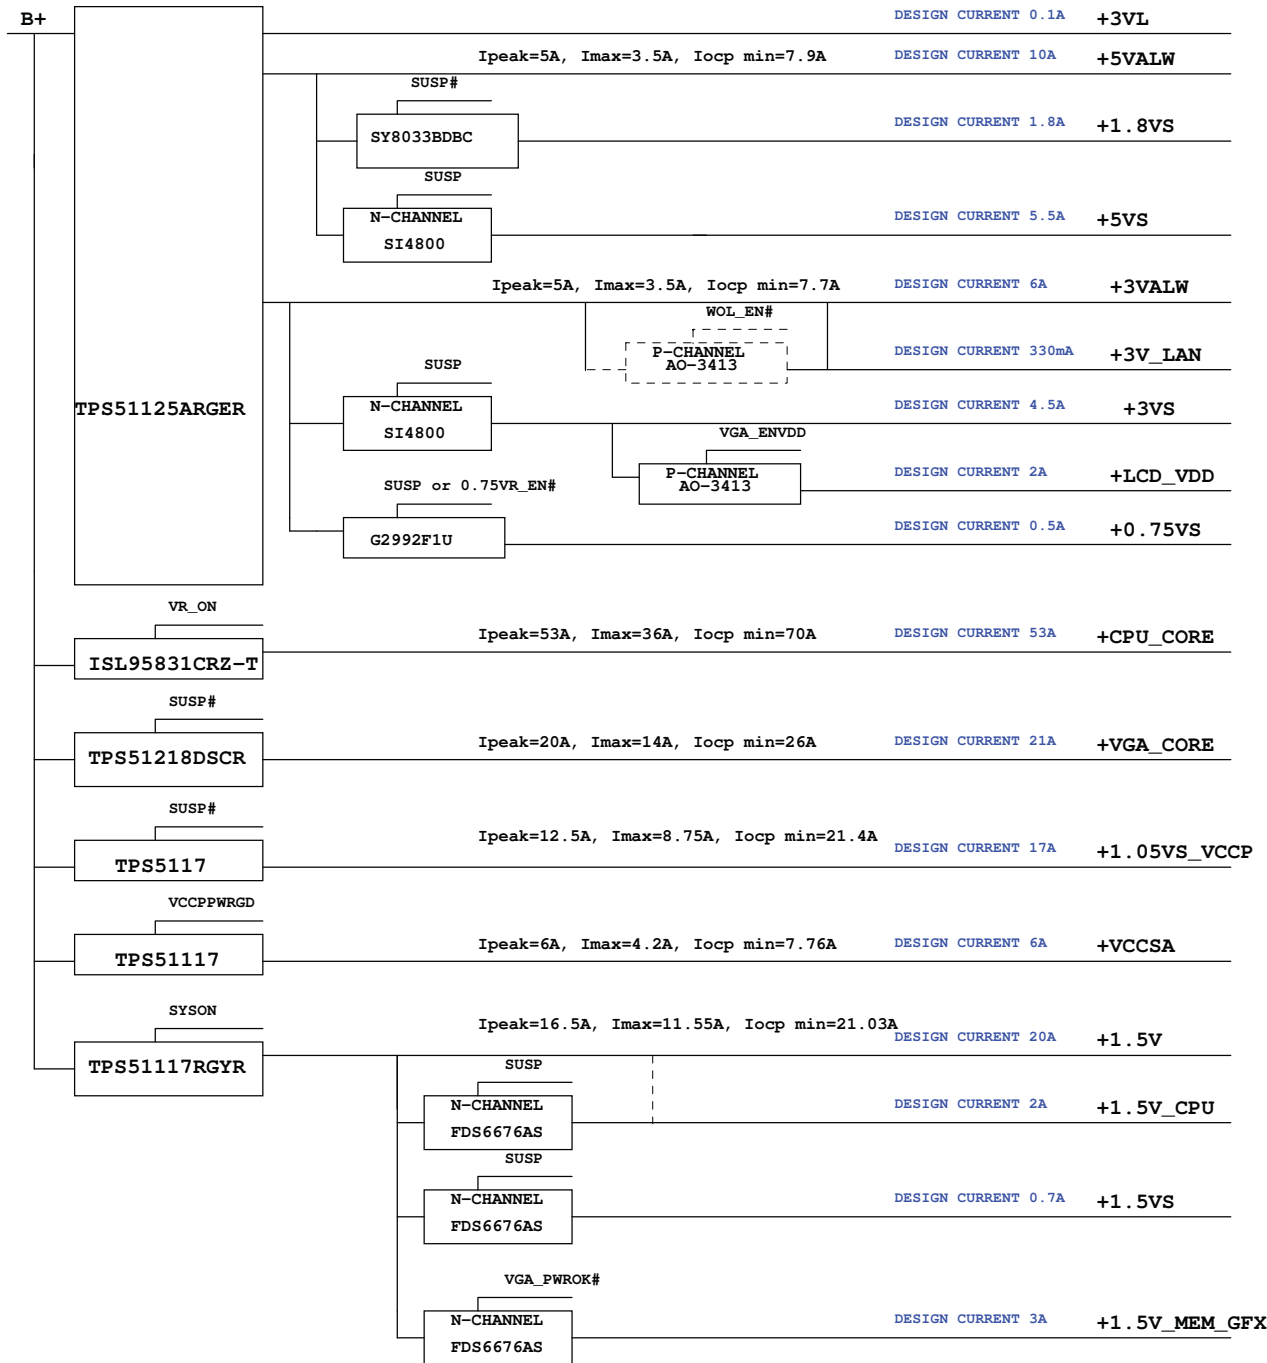 B+
DESIGN CURRENT 0.1A +3VL
Ipeak=5A, Imax=3.5A, Iocp min=7.9A DESIGN CURRENT 10A +5VALW
SUSP#
SY8033BDBC
DESIGN CURRENT 1.8A +1.8VS
SUSP
N-CHANNEL
SI4800
DESIGN CURRENT 5.5A +5VS
Ipeak=5A, Imax=3.5A, Iocp min=7.7A DESIGN CURRENT 6A +3VALW
WOL_EN#
P-CHANNEL
AO-3413
DESIGN CURRENT 330mA +3V_LAN
TPS51125ARGER
SUSP
N-CHANNEL
SI4800
DESIGN CURRENT 4.5A +3VS
VGA_ENVDD
P-CHANNEL
AO-3413
DESIGN CURRENT 2A +LCD_VDD
SUSP or 0.75VR_EN#
G2992F1U
DESIGN CURRENT 0.5A +0.75VS
VR_ON
ISL95831CRZ-T
Ipeak=53A, Imax=36A, Iocp min=70A DESIGN CURRENT 53A +CPU_CORE
SUSP#
TPS51218DSCR
Ipeak=20A, Imax=14A, Iocp min=26A DESIGN CURRENT 21A +VGA_CORE
SUSP#
TPS5117
Ipeak=12.5A, Imax=8.75A, Iocp min=21.4A DESIGN CURRENT 17A +1.05VS_VCCP
VCCPPWRGD
TPS51117
Ipeak=6A, Imax=4.2A, Iocp min=7.76A DESIGN CURRENT 6A +VCCSA
SYSON
TPS51117RGYR
Ipeak=16.5A, Imax=11.55A, Iocp min=21.03A DESIGN CURRENT 20A +1.5V
SUSP
N-CHANNEL
FDS6676AS
DESIGN CURRENT 2A +1.5V_CPU
SUSP
N-CHANNEL
FDS6676AS
DESIGN CURRENT 0.7A +1.5VS
VGA_PWROK#
N-CHANNEL
FDS6676AS
DESIGN CURRENT 3A +1.5V_MEM_GFX